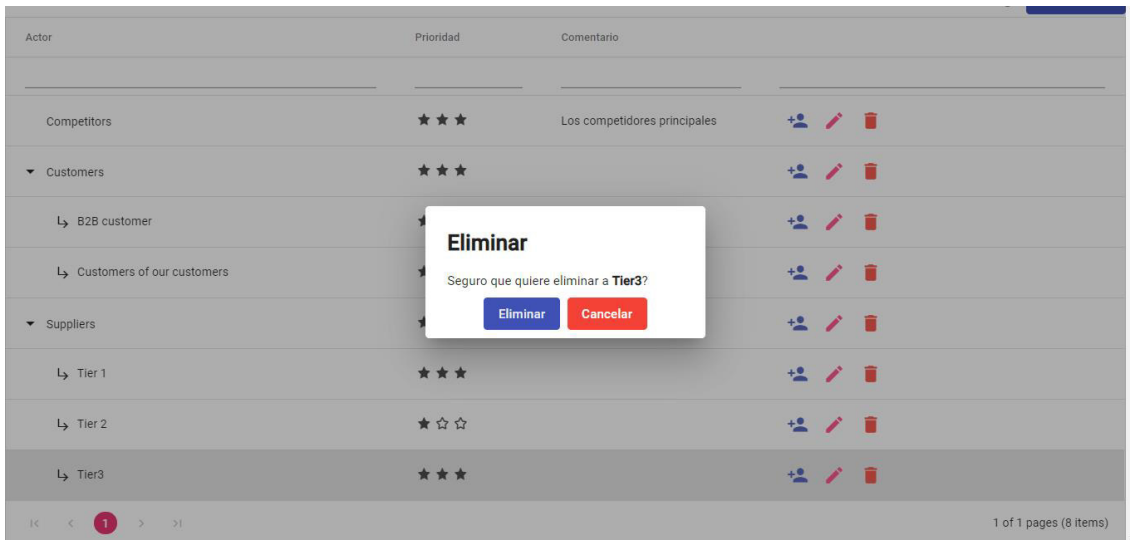 Actor Prioridad Comentario
Competitors Los competidores principales
Customers
B2B customer
Customers of our customers
Suppliers
Tier 1
Tier 2
Tier3
Eliminar
Seguro que quiere eliminar a Tier3?
Eliminar Cancelar
1 1 of 1 pages (8 items)